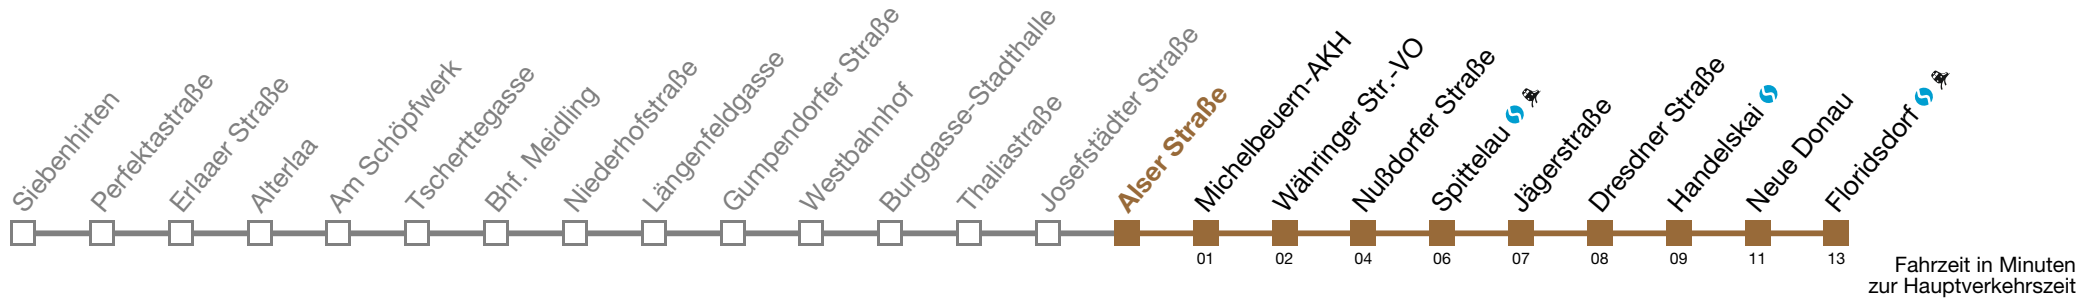 Siebenhirten
Perfektastraße
Erlaaer Straße
Alterlaa
Am Schöpfwerk
Tscherttegasse
Bhf. Meidling
Niederhofstraße
Längenfeldgasse
Gumpendorfer Straße
Westbahnhof
Burggasse-Stadthalle
Thaliastraße
Josefstädter Straße
Alser Straße
Michelbeuern-AKH
Währinger Str.-VO
Nußdorfer Straße
Spittelau
Jägerstraße
Dresdner Straße
Handelskai
Neue Donau
Floridsdorf
01 02 04 06 07 08 09 11 13
Fahrzeit in Minuten
zur Hauptverkehrszeit